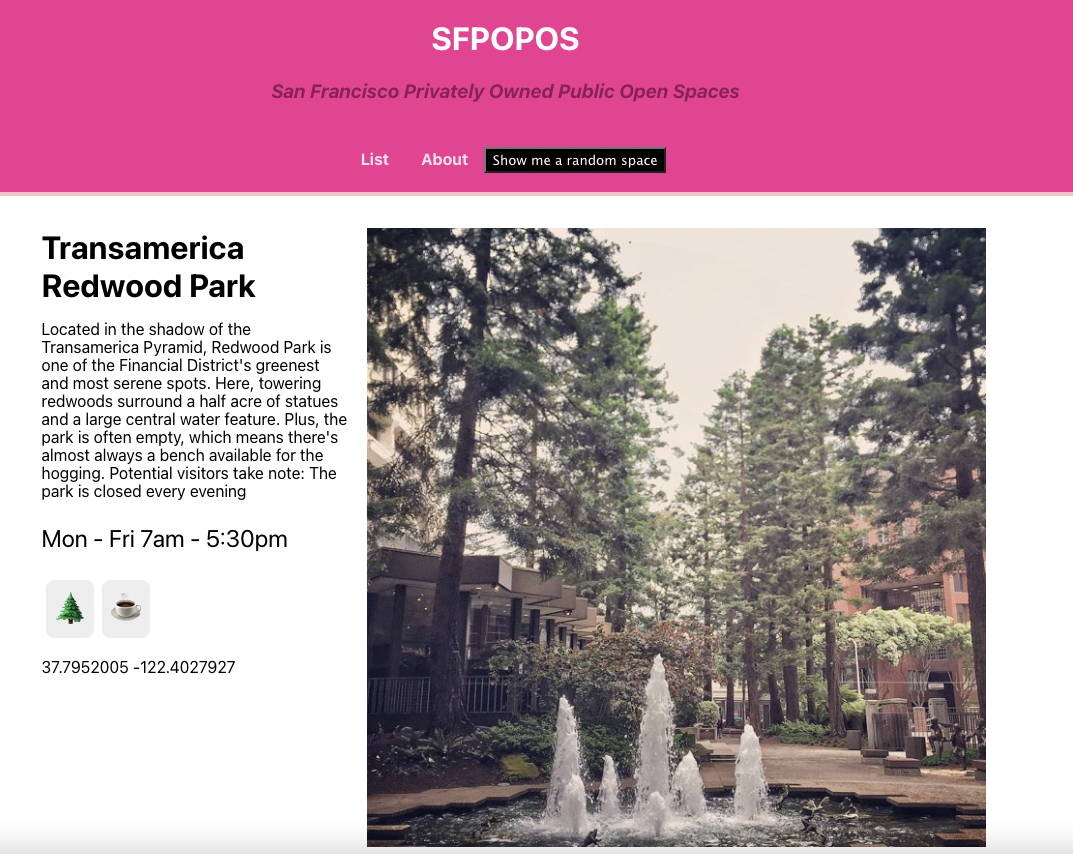 SFPOPOS
San Francisco Privately Owned Public Open Spaces
List About Show me a random space
Transamerica
Redwood Park
Located in the shadow of the
Transamerica Pyramid, Redwood Park is
one of the Financial District's greenest
and most serene spots. Here, towering
redwoods surround a half acre of statues
and a large central water feature. Plus, the
park is often empty, which means there's
almost always a bench available for the
hogging. Potential visitors take note: The
park is closed every evening
Mon - Fri 7am - 5:30pm
37.7952005 -122.4027927